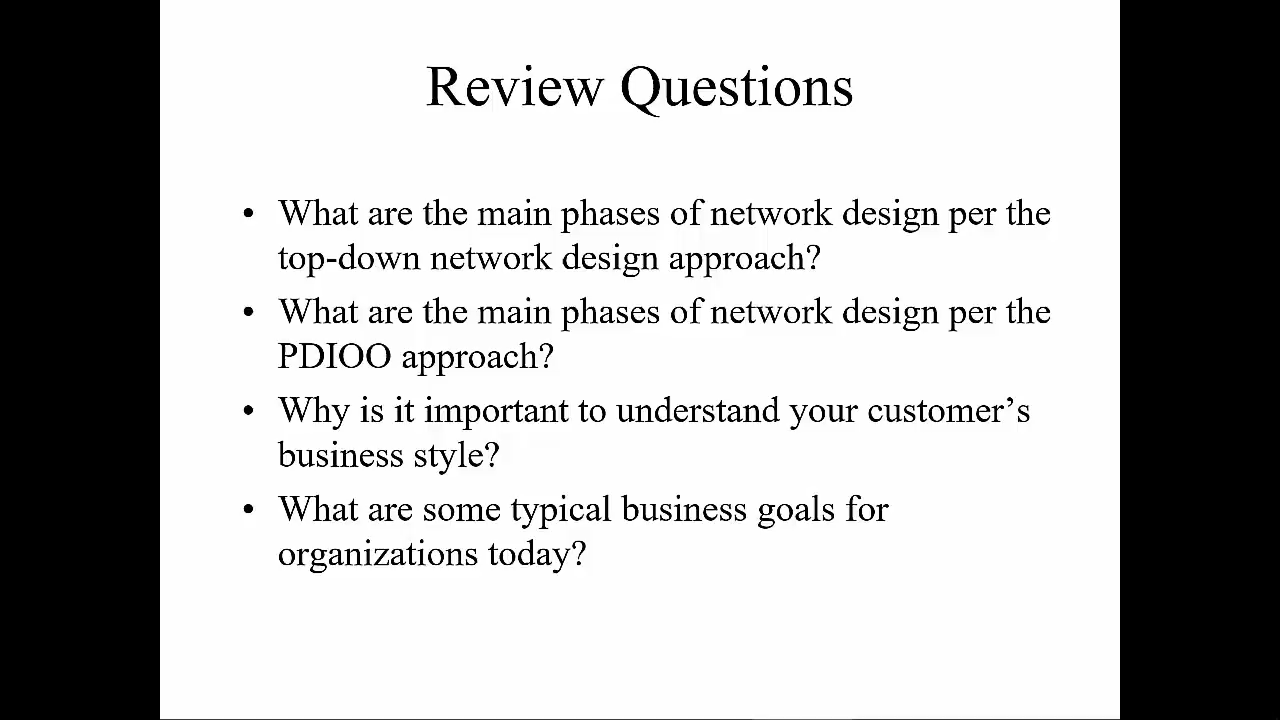 Review Questions
• What are the main phases of network design per the
top-down network design approach?
• What are the main phases of network design per the
PDIOO approach?
• Why is it important to understand your customer’s
business style?
• What are some typical business goals for
organizations today?